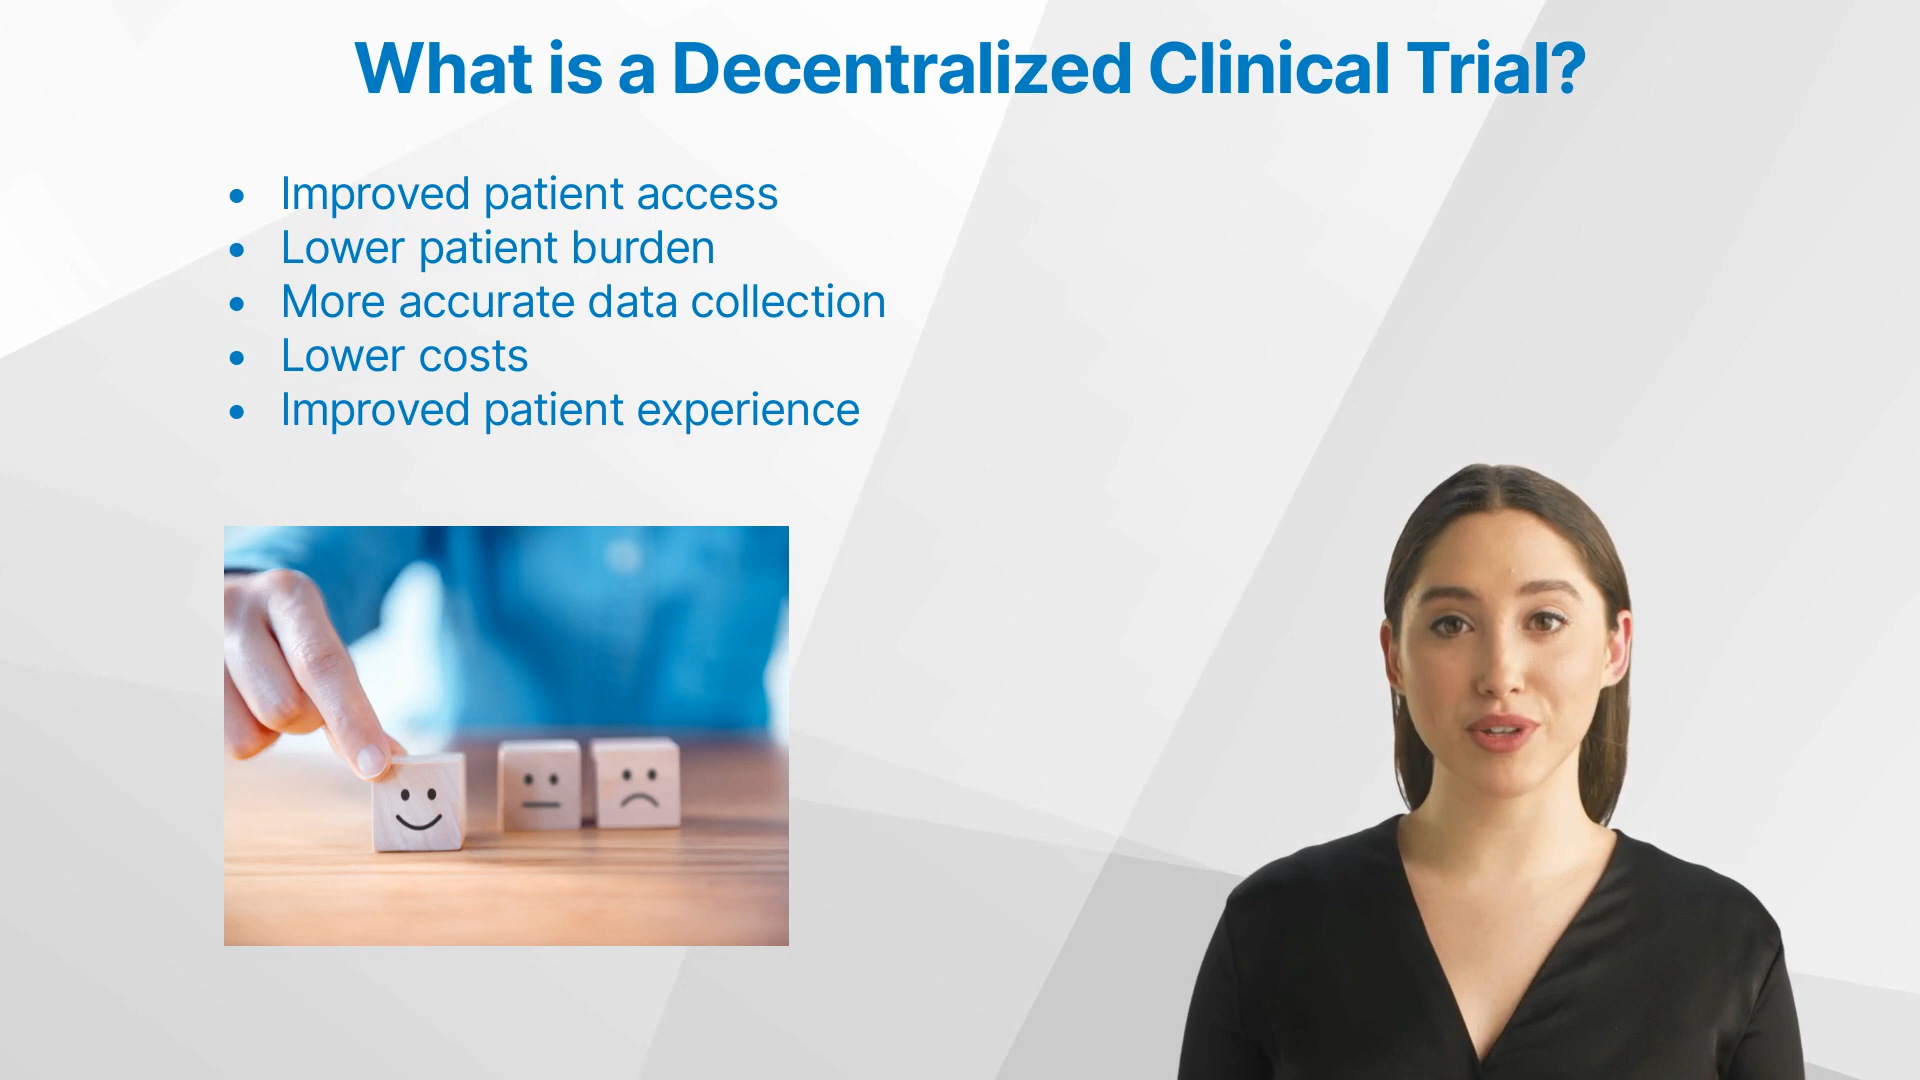 What is a Decentralized Clinical Trial?
• Improved patient access
• Lower patient burden
• More accurate data collection
• Lower costs
• Improved patient experience